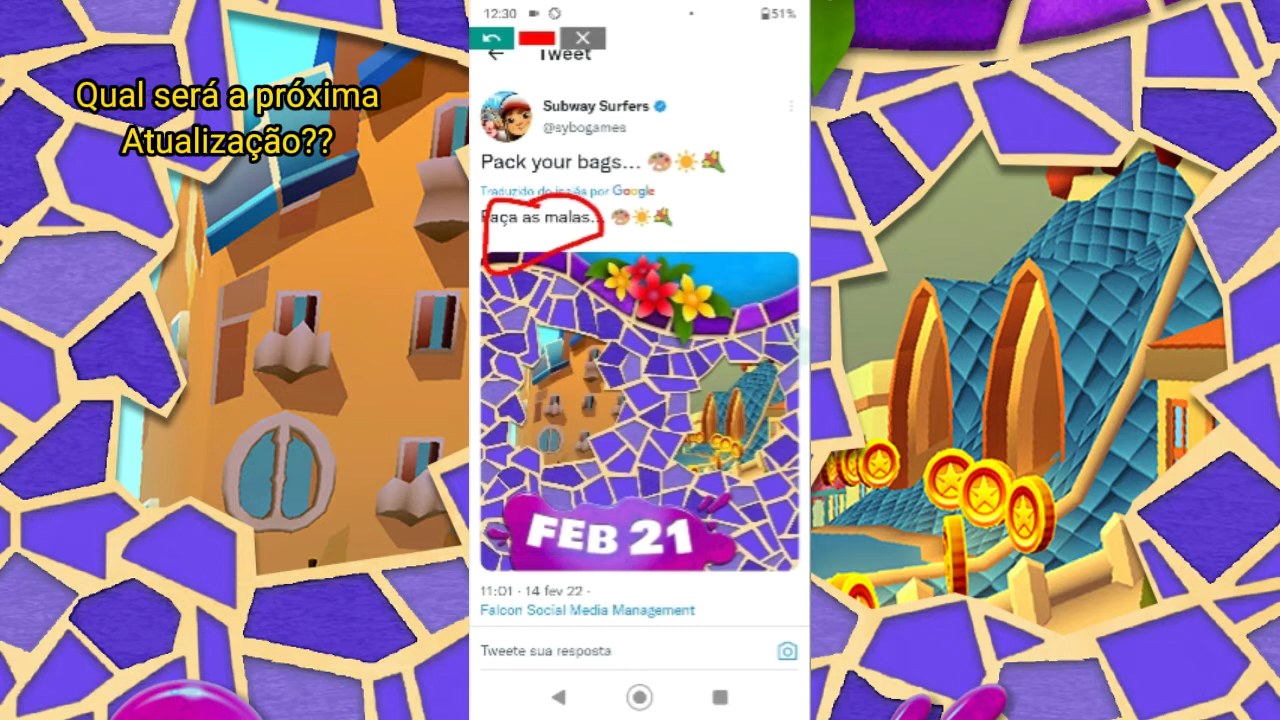 Qual será a próxima
Atualização??
12:30
51%
Tweet
Subway Surfers
@sybogames
Pack your bags... 🎨☀️💐
Traduzido do inglês por Google
Faça as malas... 🎨☀️💐
FEB 21
11:01 · 14 fev 22 ·
Falcon Social Media Management
Tweete sua resposta